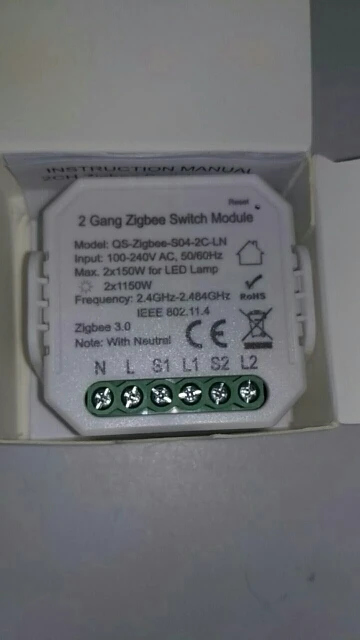 INSTRUCTION MANUAL
Reset
2 Gang Zigbee Switch Module
Model: QS-Zigbee-S04-2C-LN
Input: 100-240V AC, 50/60Hz
Max. 2x150W for LED Lamp
2x1150W
RoHS
Frequency: 2.4GHz-2.484GHz
IEEE 802.11.4
Zigbee 3.0
CE
Note: With Neutral
N L S1 L1 S2 L2